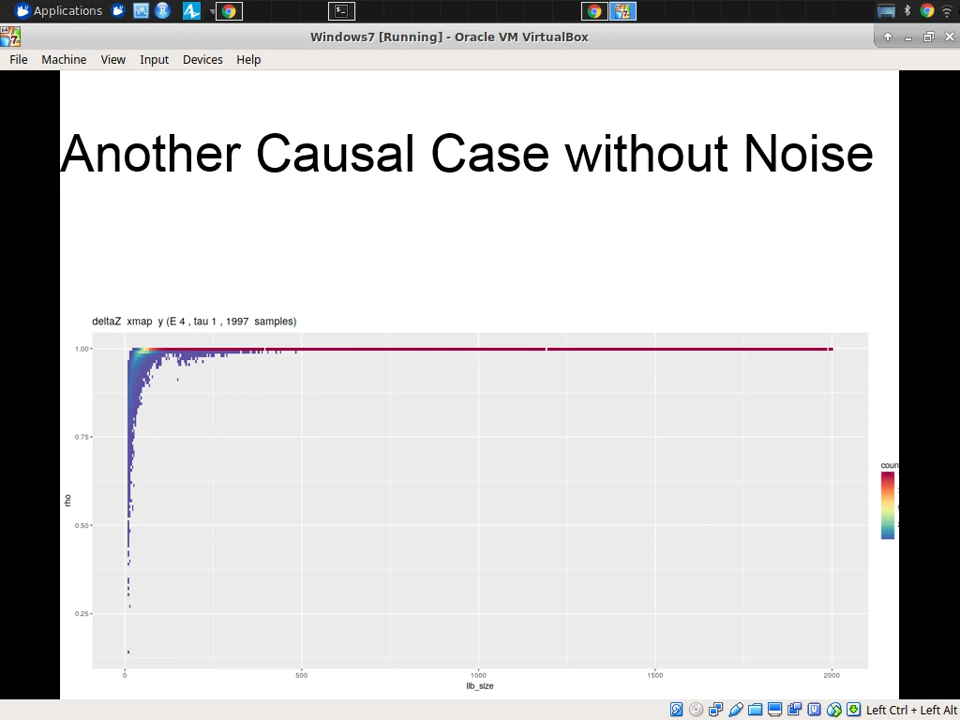 Applications
Windows7 [Running] - Oracle VM VirtualBox
File Machine View Input Devices Help
Another Causal Case without Noise
deltaZ xmap y (E 4 , tau 1 , 1997 samples)
1.00
0.75
0.50
0.25
rho
0 500 1000 1500 2000
lib_size
coun
Left Ctrl + Left Alt